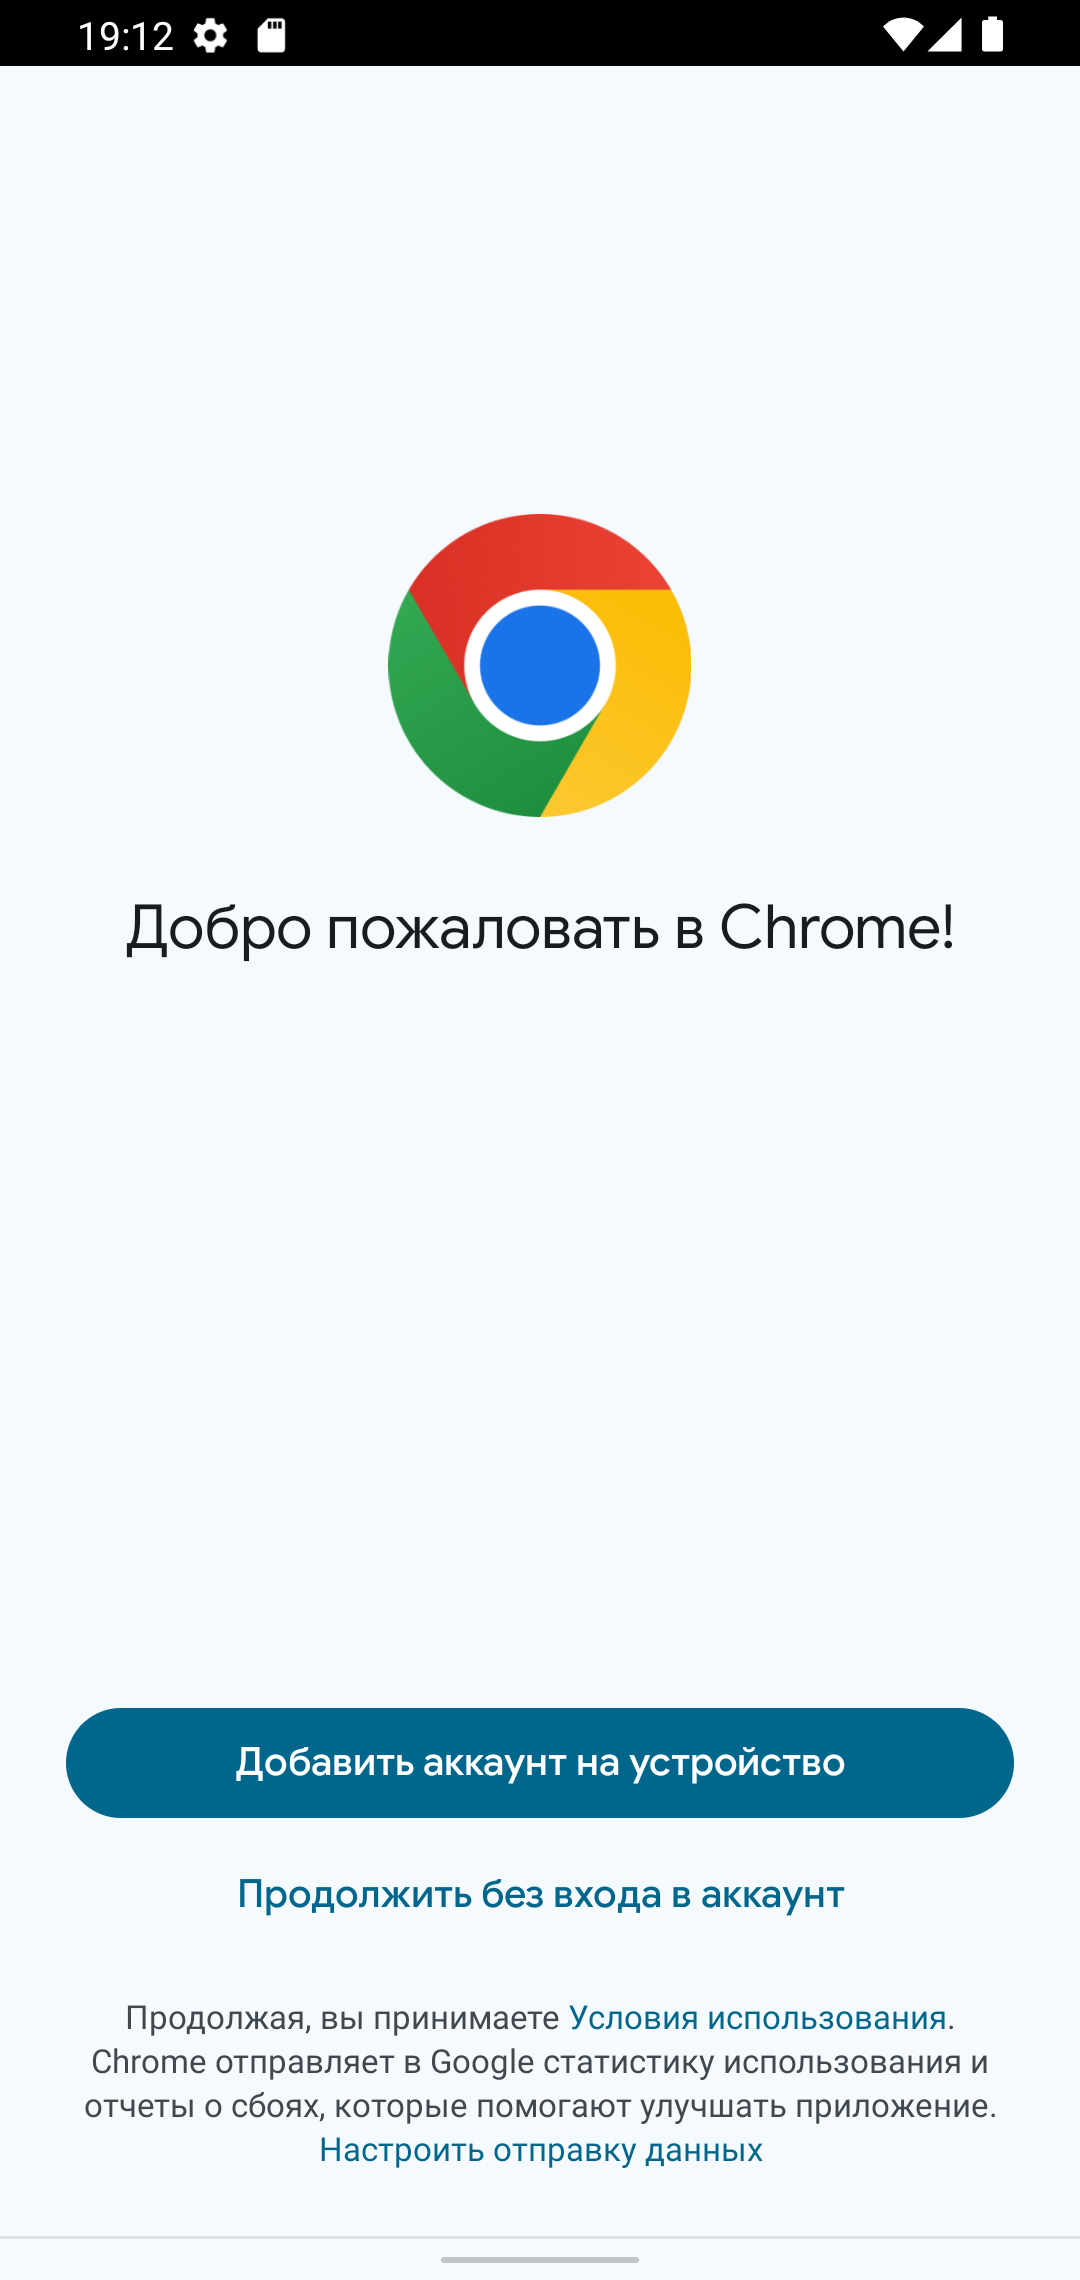 19:12
Добро пожаловать в Chrome!
Добавить аккаунт на устройство
Продолжить без входа в аккаунт
Продолжая, вы принимаете Условия использования.
Chrome отправляет в Google статистику использования и
отчеты о сбоях, которые помогают улучшать приложение.
Настроить отправку данных